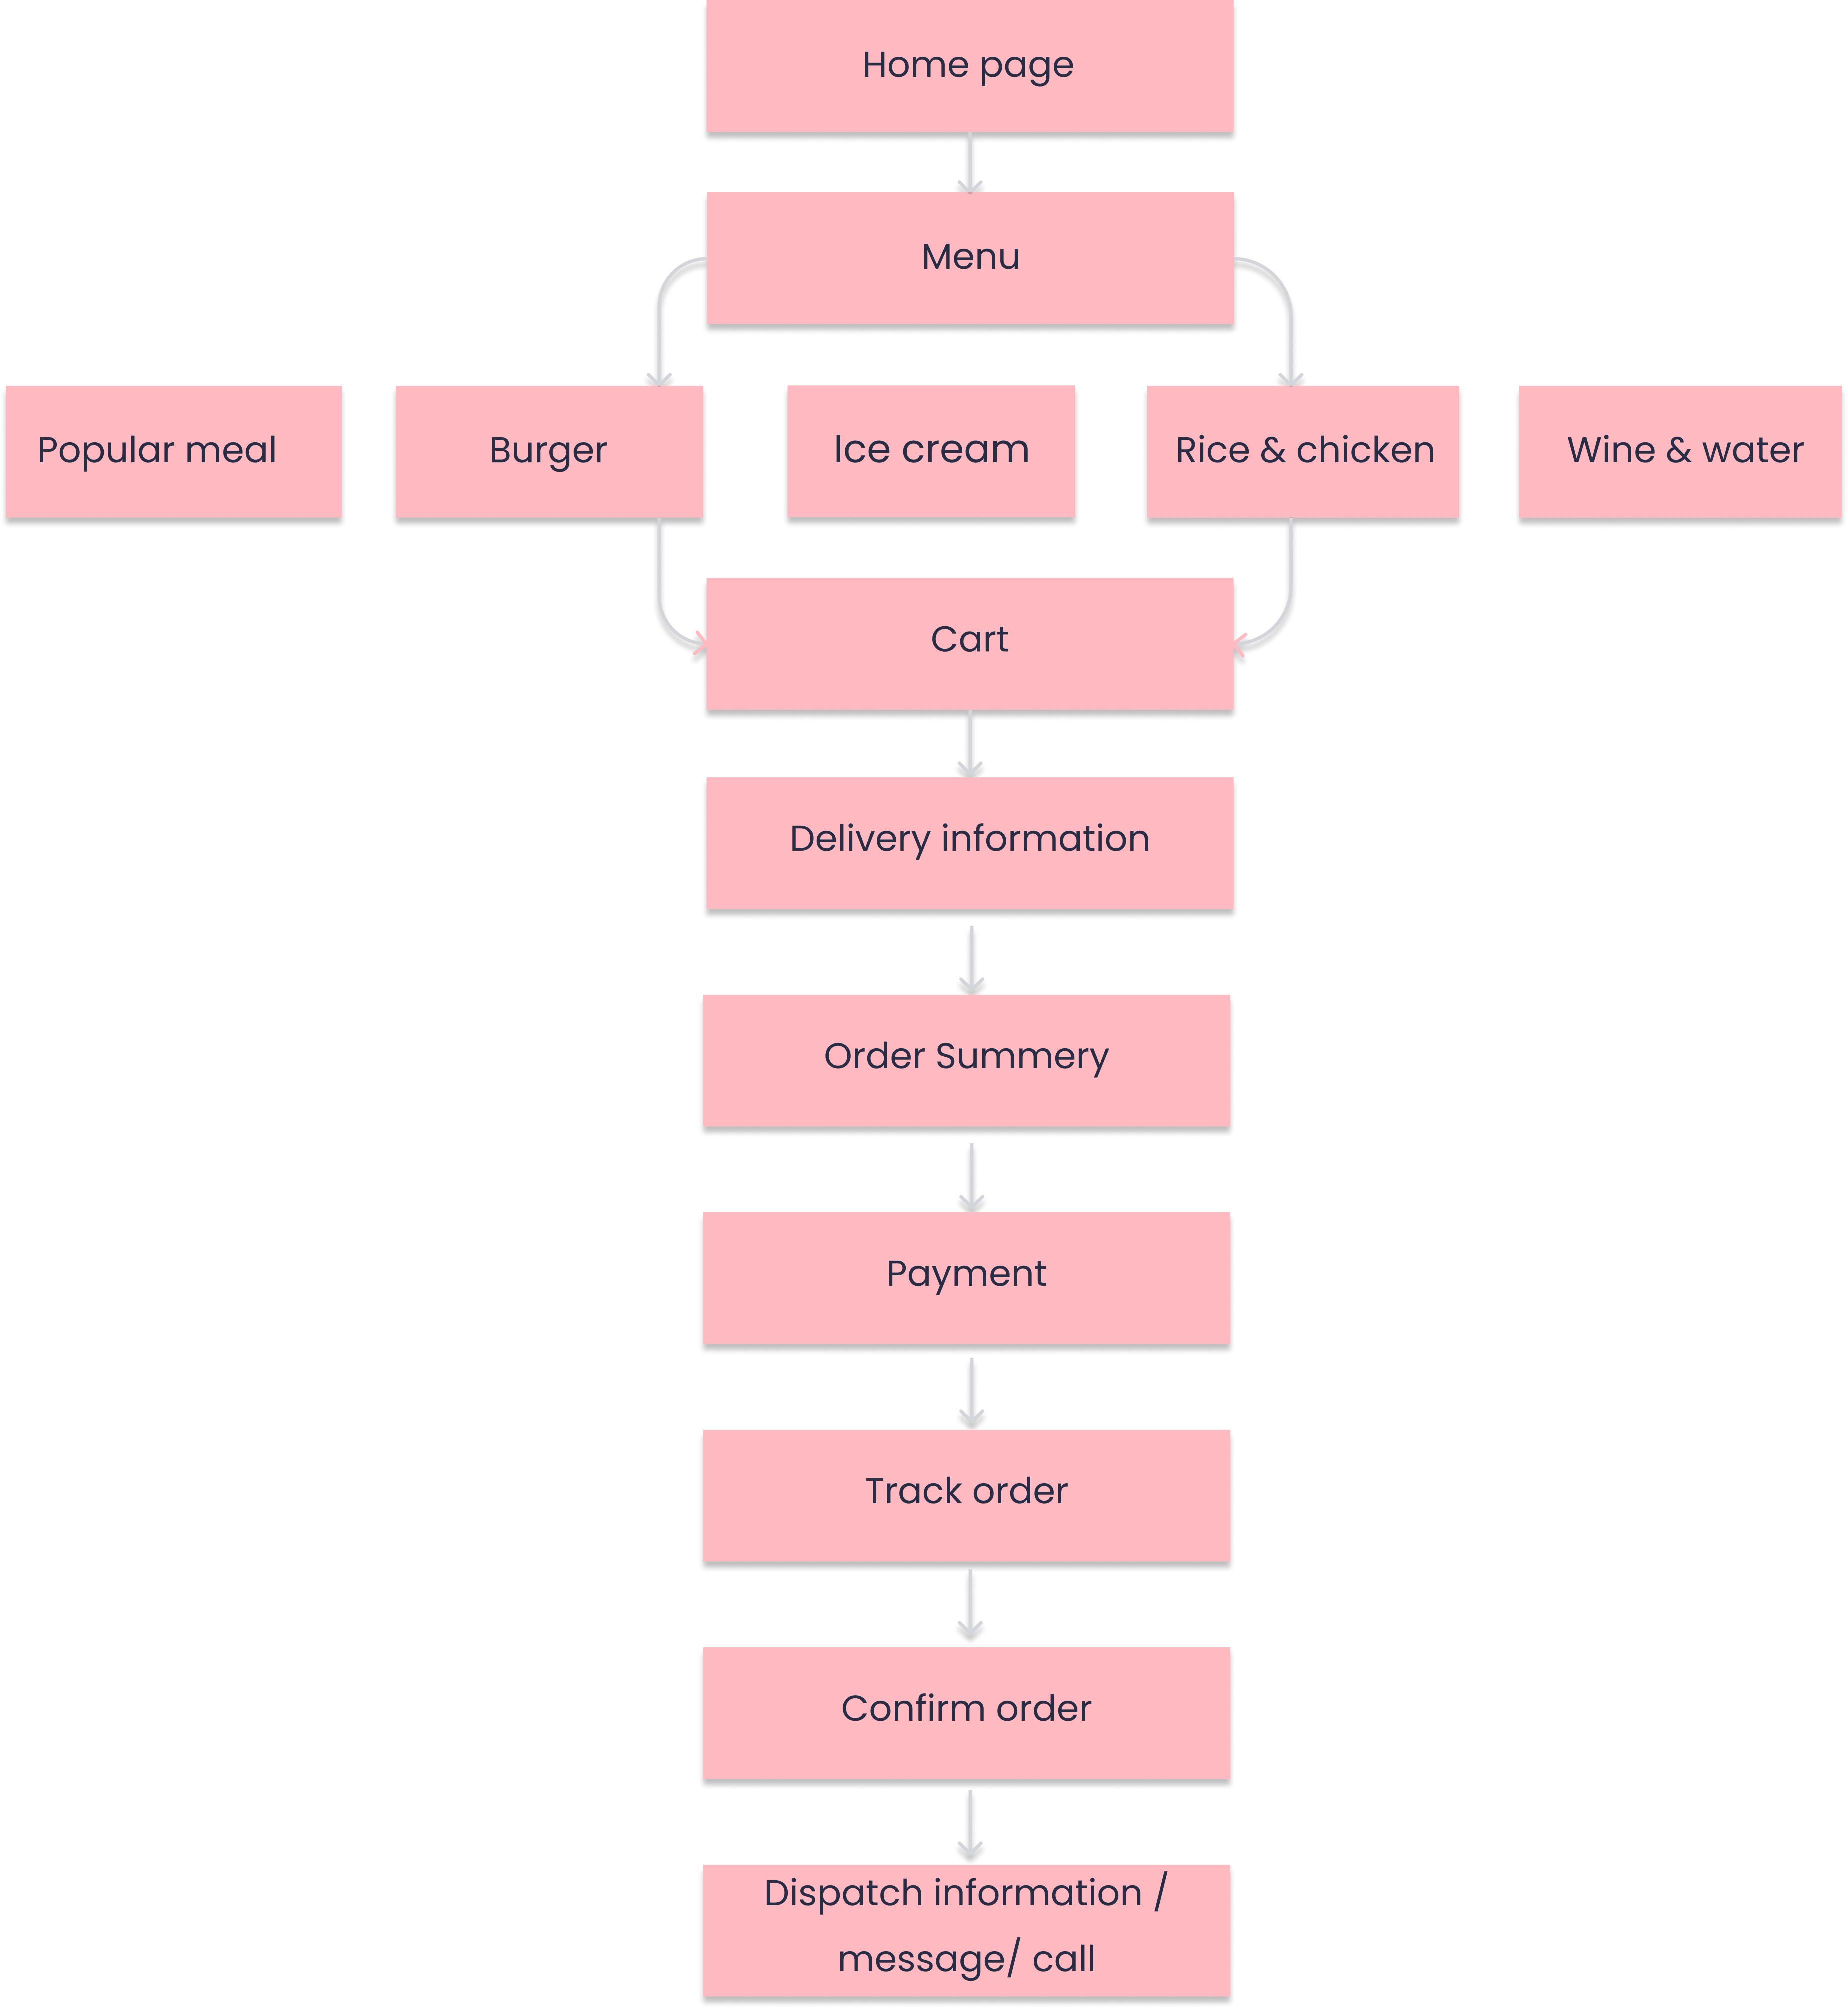 Home page
Menu
Popular meal
Burger
Ice cream
Rice & chicken
Wine & water
Cart
Delivery information
Order Summery
Payment
Track order
Confirm order
Dispatch information /
message/ call